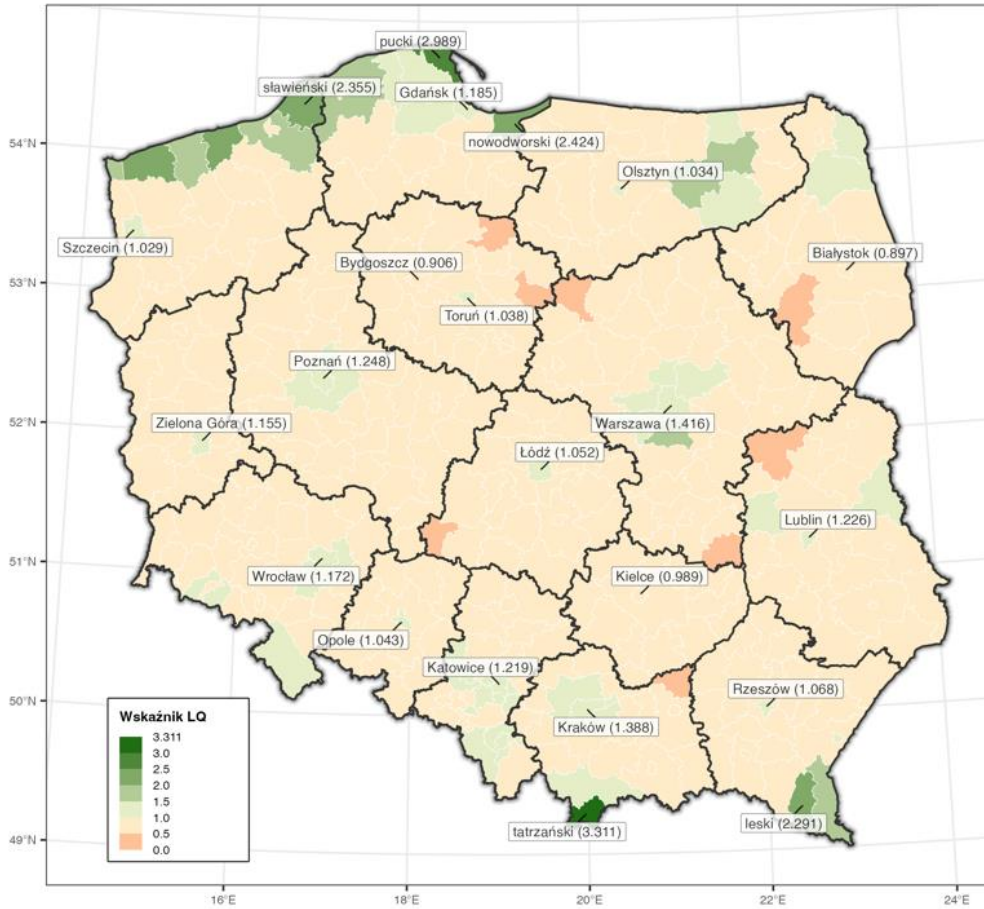 pucki (2.989)
sławieński (2.355)
Gdańsk (1.185)
54°N
nowodworski (2.424)
Olsztyn (1.034)
Szczecin (1.029)
Bydgoszcz (0.906)
Białystok (0.897)
53°N
Toruń (1.038)
Poznań (1.248)
52°N
Zielona Góra (1.155)
Warszawa (1.416)
Łódź (1.052)
Lublin (1.226)
51°N
Wrocław (1.172)
Kielce (0.989)
Opole (1.043)
Katowice (1.219)
Rzeszów (1.068)
50°N
Kraków (1.388)
Wskaźnik LQ
3.311
3.0
2.5
2.0
1.5
1.0
0.5
0.0
tatrzański (3.311)
leski (2.291)
49°N
16°E
18°E
20°E
22°E
24°E